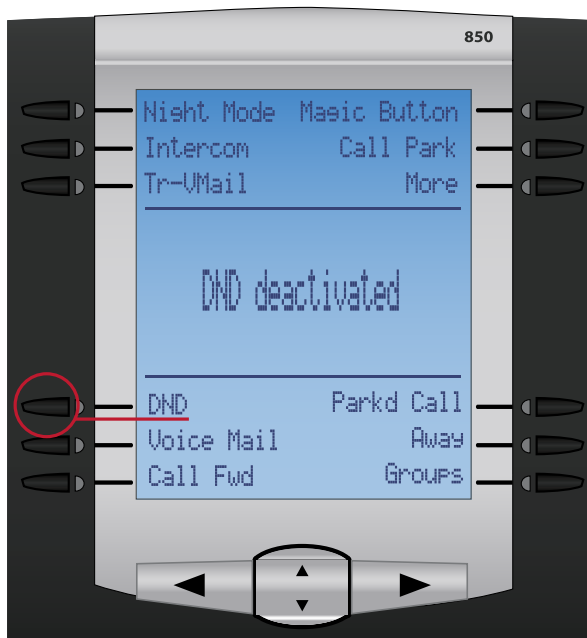 850
Night Mode Magic Button
Intercom Call Park
Tr-VMail More
DND deactivated
DND Parkd Call
Voice Mail Away
Call Fwd Groups